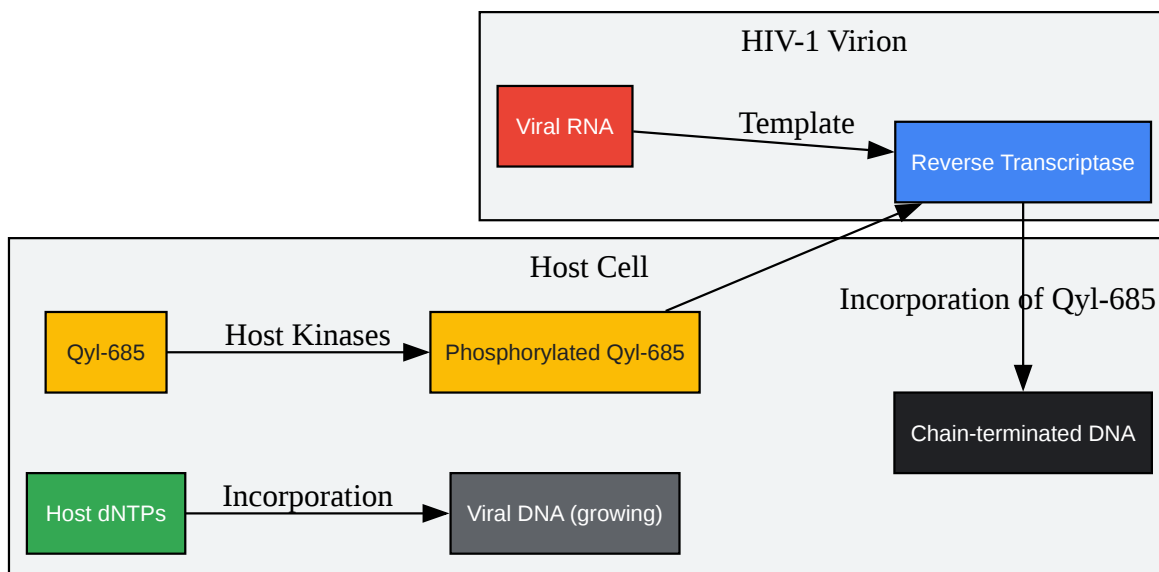 HIV-1 Virion
Viral RNA
Template
Reverse Transcriptase
Host Cell
Incorporation of Qyl-685
Qyl-685
Host Kinases
Phosphorylated Qyl-685
Chain-terminated DNA
Host dNTPs
Incorporation
Viral DNA (growing)